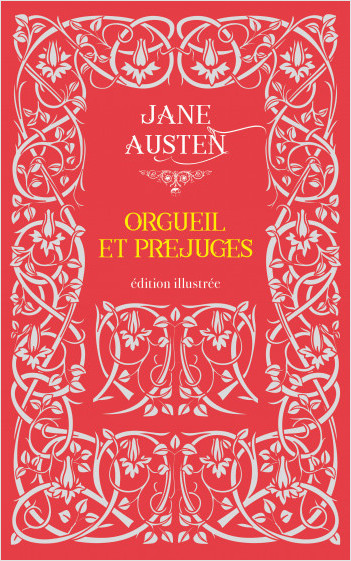 JANE
AUSTEN
ORGUEIL
ET PREJUGES
édition illustrée